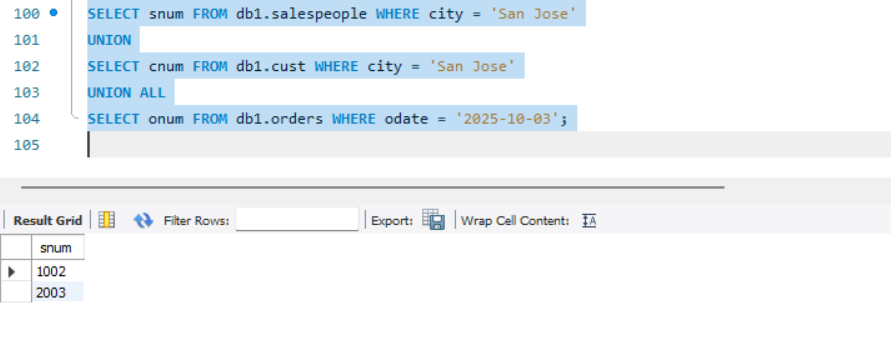 100 SELECT snum FROM db1.salespeople WHERE city = 'San Jose'
101 UNION
102 SELECT cnum FROM db1.cust WHERE city = 'San Jose'
103 UNION ALL
104 SELECT onum FROM db1.orders WHERE odate = '2025-10-03';
105
Result Grid Filter Rows: Export: Wrap Cell Content: IA
snum
1002
2003